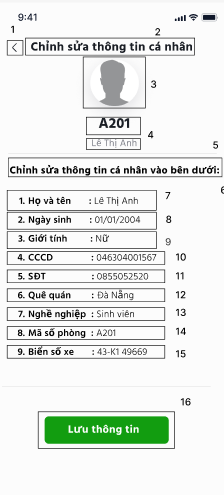 9:41
1
2
Chỉnh sửa thông tin cá nhân
3
A201
4
Lê Thị Anh
5
Chỉnh sửa thông tin cá nhân vào bên dưới:
6
1. Họ và tên : Lê Thị Anh 7
2. Ngày sinh : 01/01/2004 8
3. Giới tính : Nữ 9
4. CCCD : 046304001567 10
5. SĐT : 0855052520 11
6. Quê quán : Đà Nẵng 12
7. Nghề nghiệp : Sinh viên 13
8. Mã số phòng : A201 14
9. Biển số xe : 43-K1 49669 15
16
Lưu thông tin